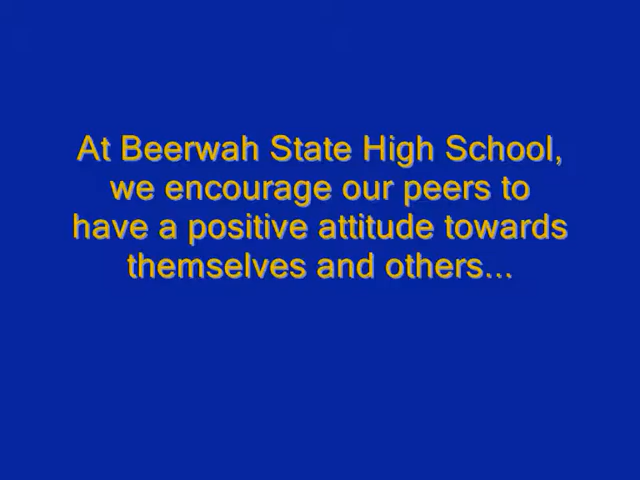 At Beerwah State High School,
we encourage our peers to
have a positive attitude towards
themselves and others...